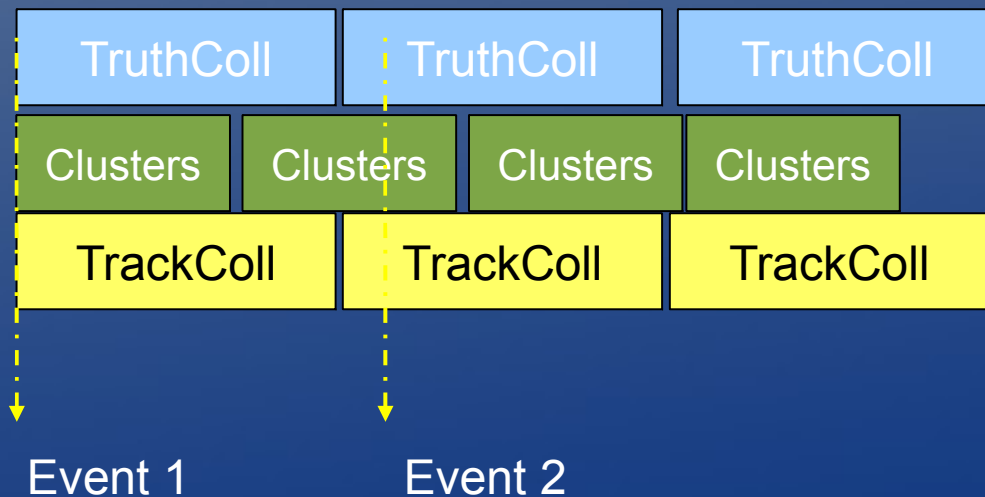 TruthColl TruthColl TruthColl
Clusters Clusters Clusters Clusters
TrackColl TrackColl TrackColl
Event 1 Event 2